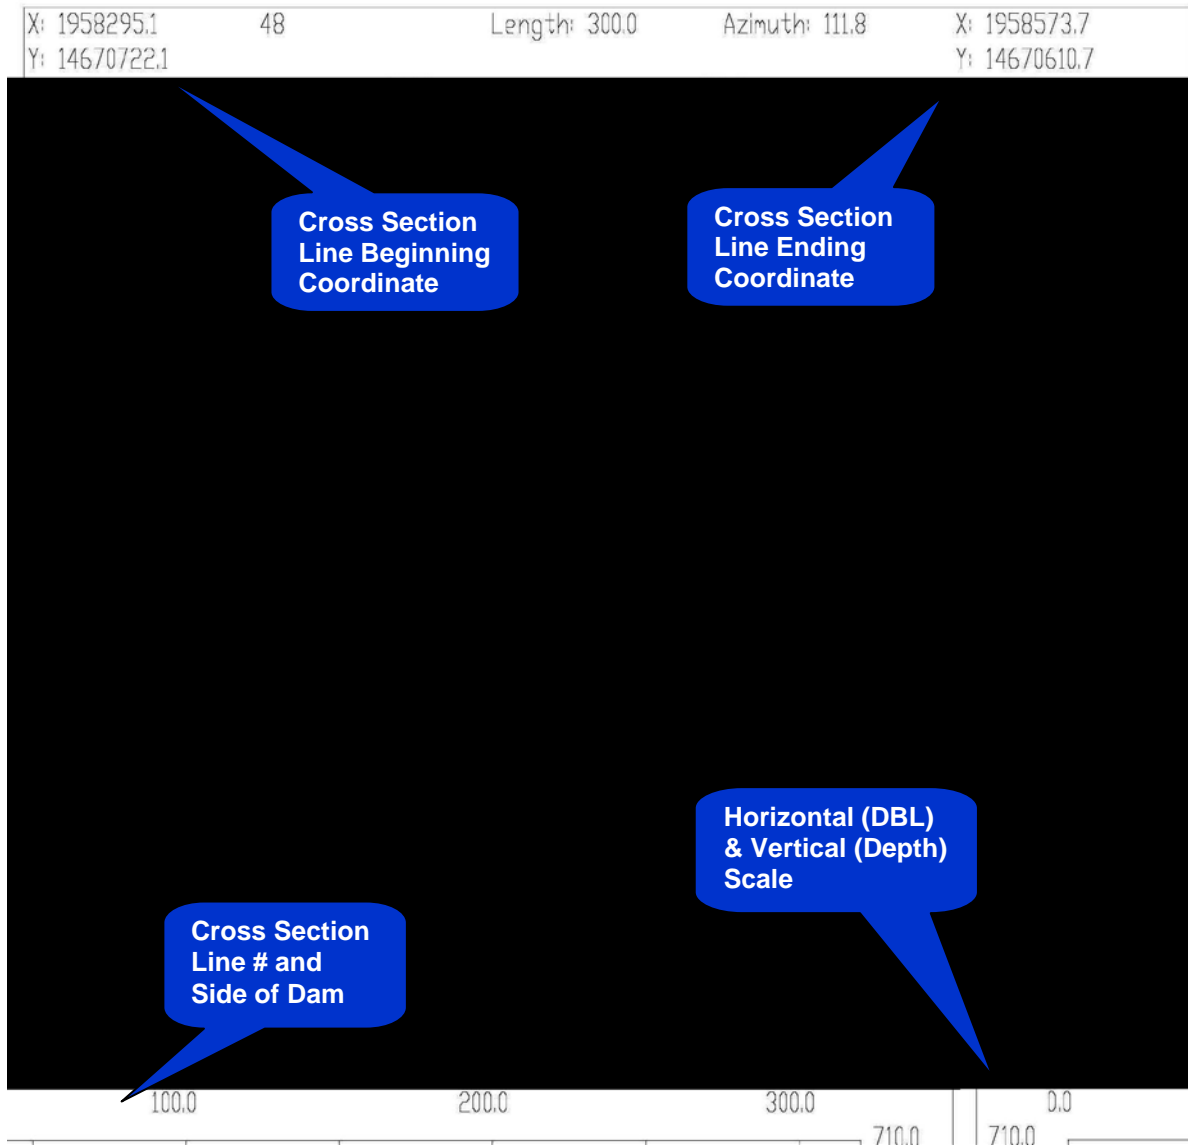 X: 1958295.1 48 Length: 300.0 Azimuth: 111.8 X: 1958573.7
Y: 14670722.1 Y: 14670610.7
Cross Section
Line Beginning
Coordinate
Cross Section
Line Ending
Coordinate
Horizontal (DBL)
& Vertical (Depth)
Scale
Cross Section
Line # and
Side of Dam
100.0 200.0 300.0 0.0
710.0 710.0